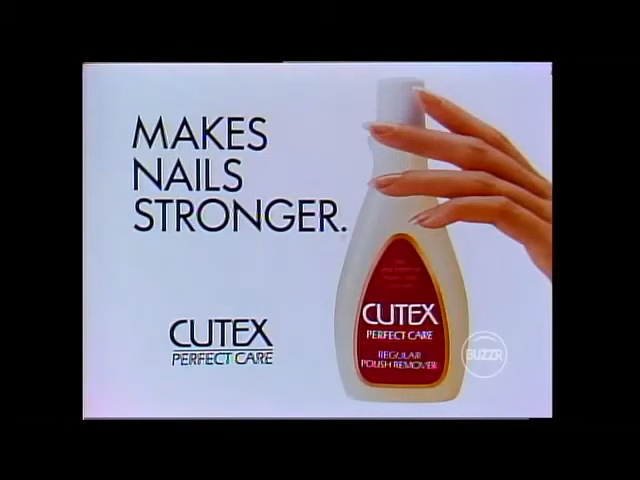 MAKES
NAILS
STRONGER.
CUTEX
PERFECT CARE
CUTEX
PERFECT CARE
REGULAR
POLISH REMOVER
BUZZR